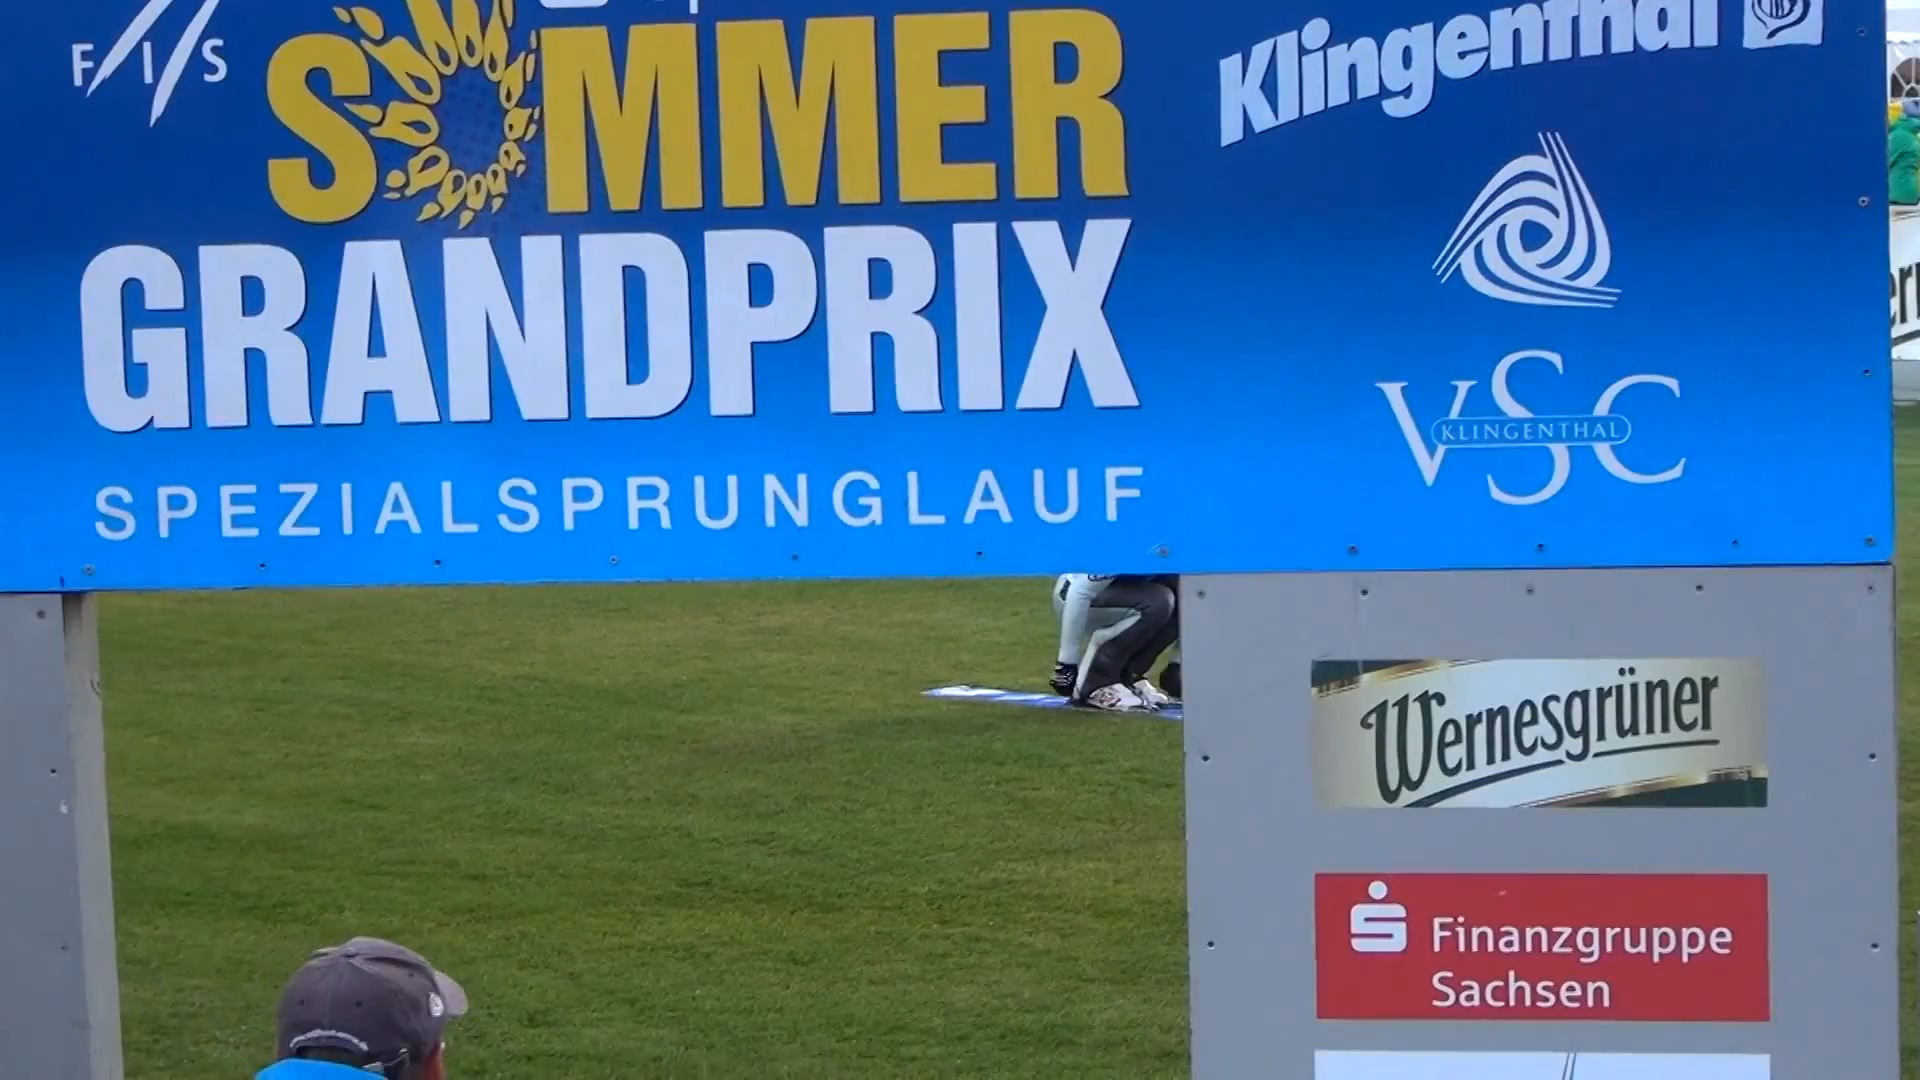 FIS
SOMMER
GRANDPRIX
SPEZIALSPRUNGLAUF
Klingenthal
VSC
KLINGENTHAL
Wernesgrüner
Finanzgruppe
Sachsen